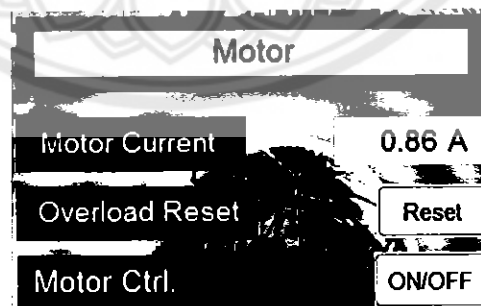 Motor
Motor Current 0.86 A
Overload Reset Reset
Motor Ctrl. ON/OFF